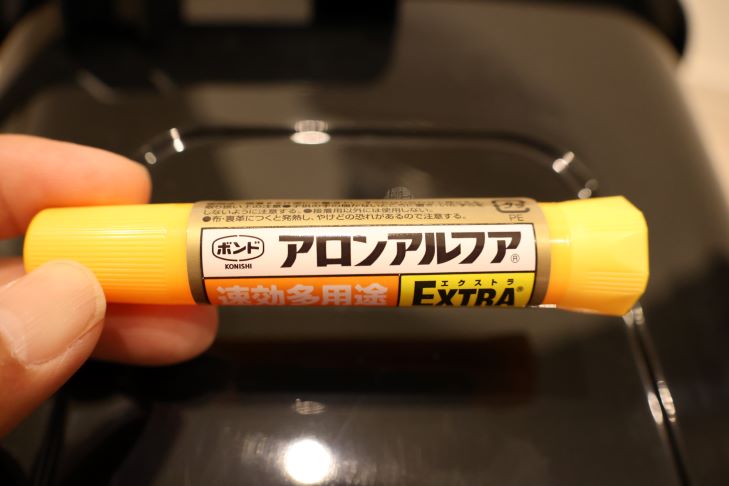 しないように注意する。●接着用以外には使用しない。
●布・裏革につくと発熱し、やけどの恐れがあるので注意する。
プラ
PE
ボンド
KONISHI
アロンアルフア®
速効多用途
エクストラ
EXTRA®